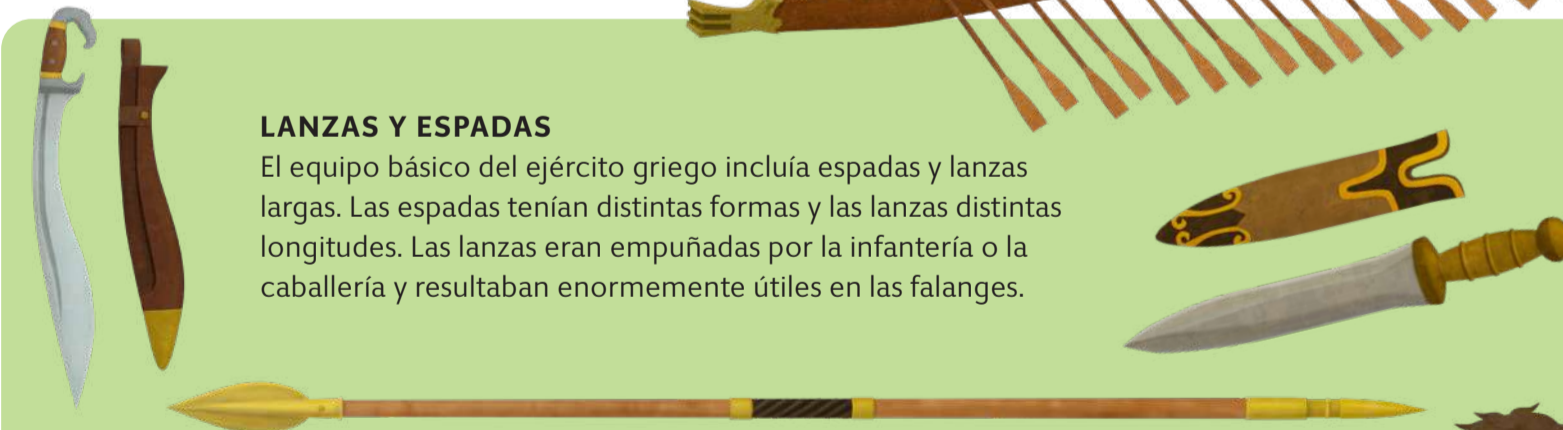 LANZAS Y ESPADAS
El equipo básico del ejército griego incluía espadas y lanzas
largas. Las espadas tenían distintas formas y las lanzas distintas
longitudes. Las lanzas eran empuñadas por la infantería o la
caballería y resultaban enormemente útiles en las falanges.